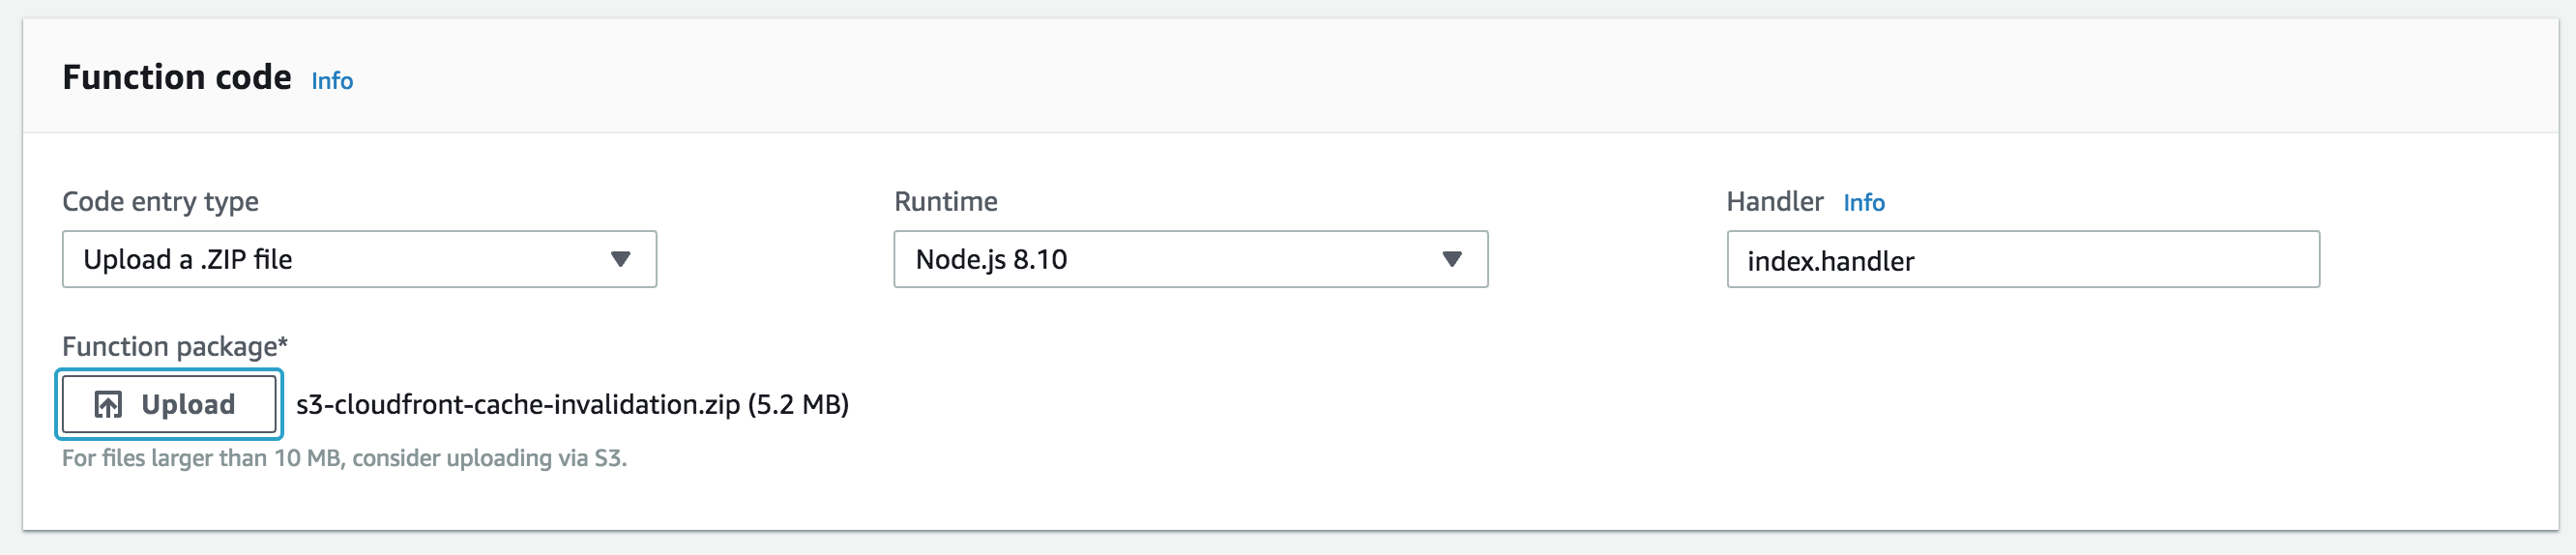 Function code Info
Code entry type
Upload a .ZIP file
Runtime
Node.js 8.10
Handler Info
index.handler
Function package*
Upload s3-cloudfront-cache-invalidation.zip (5.2 MB)
For files larger than 10 MB, consider uploading via S3.